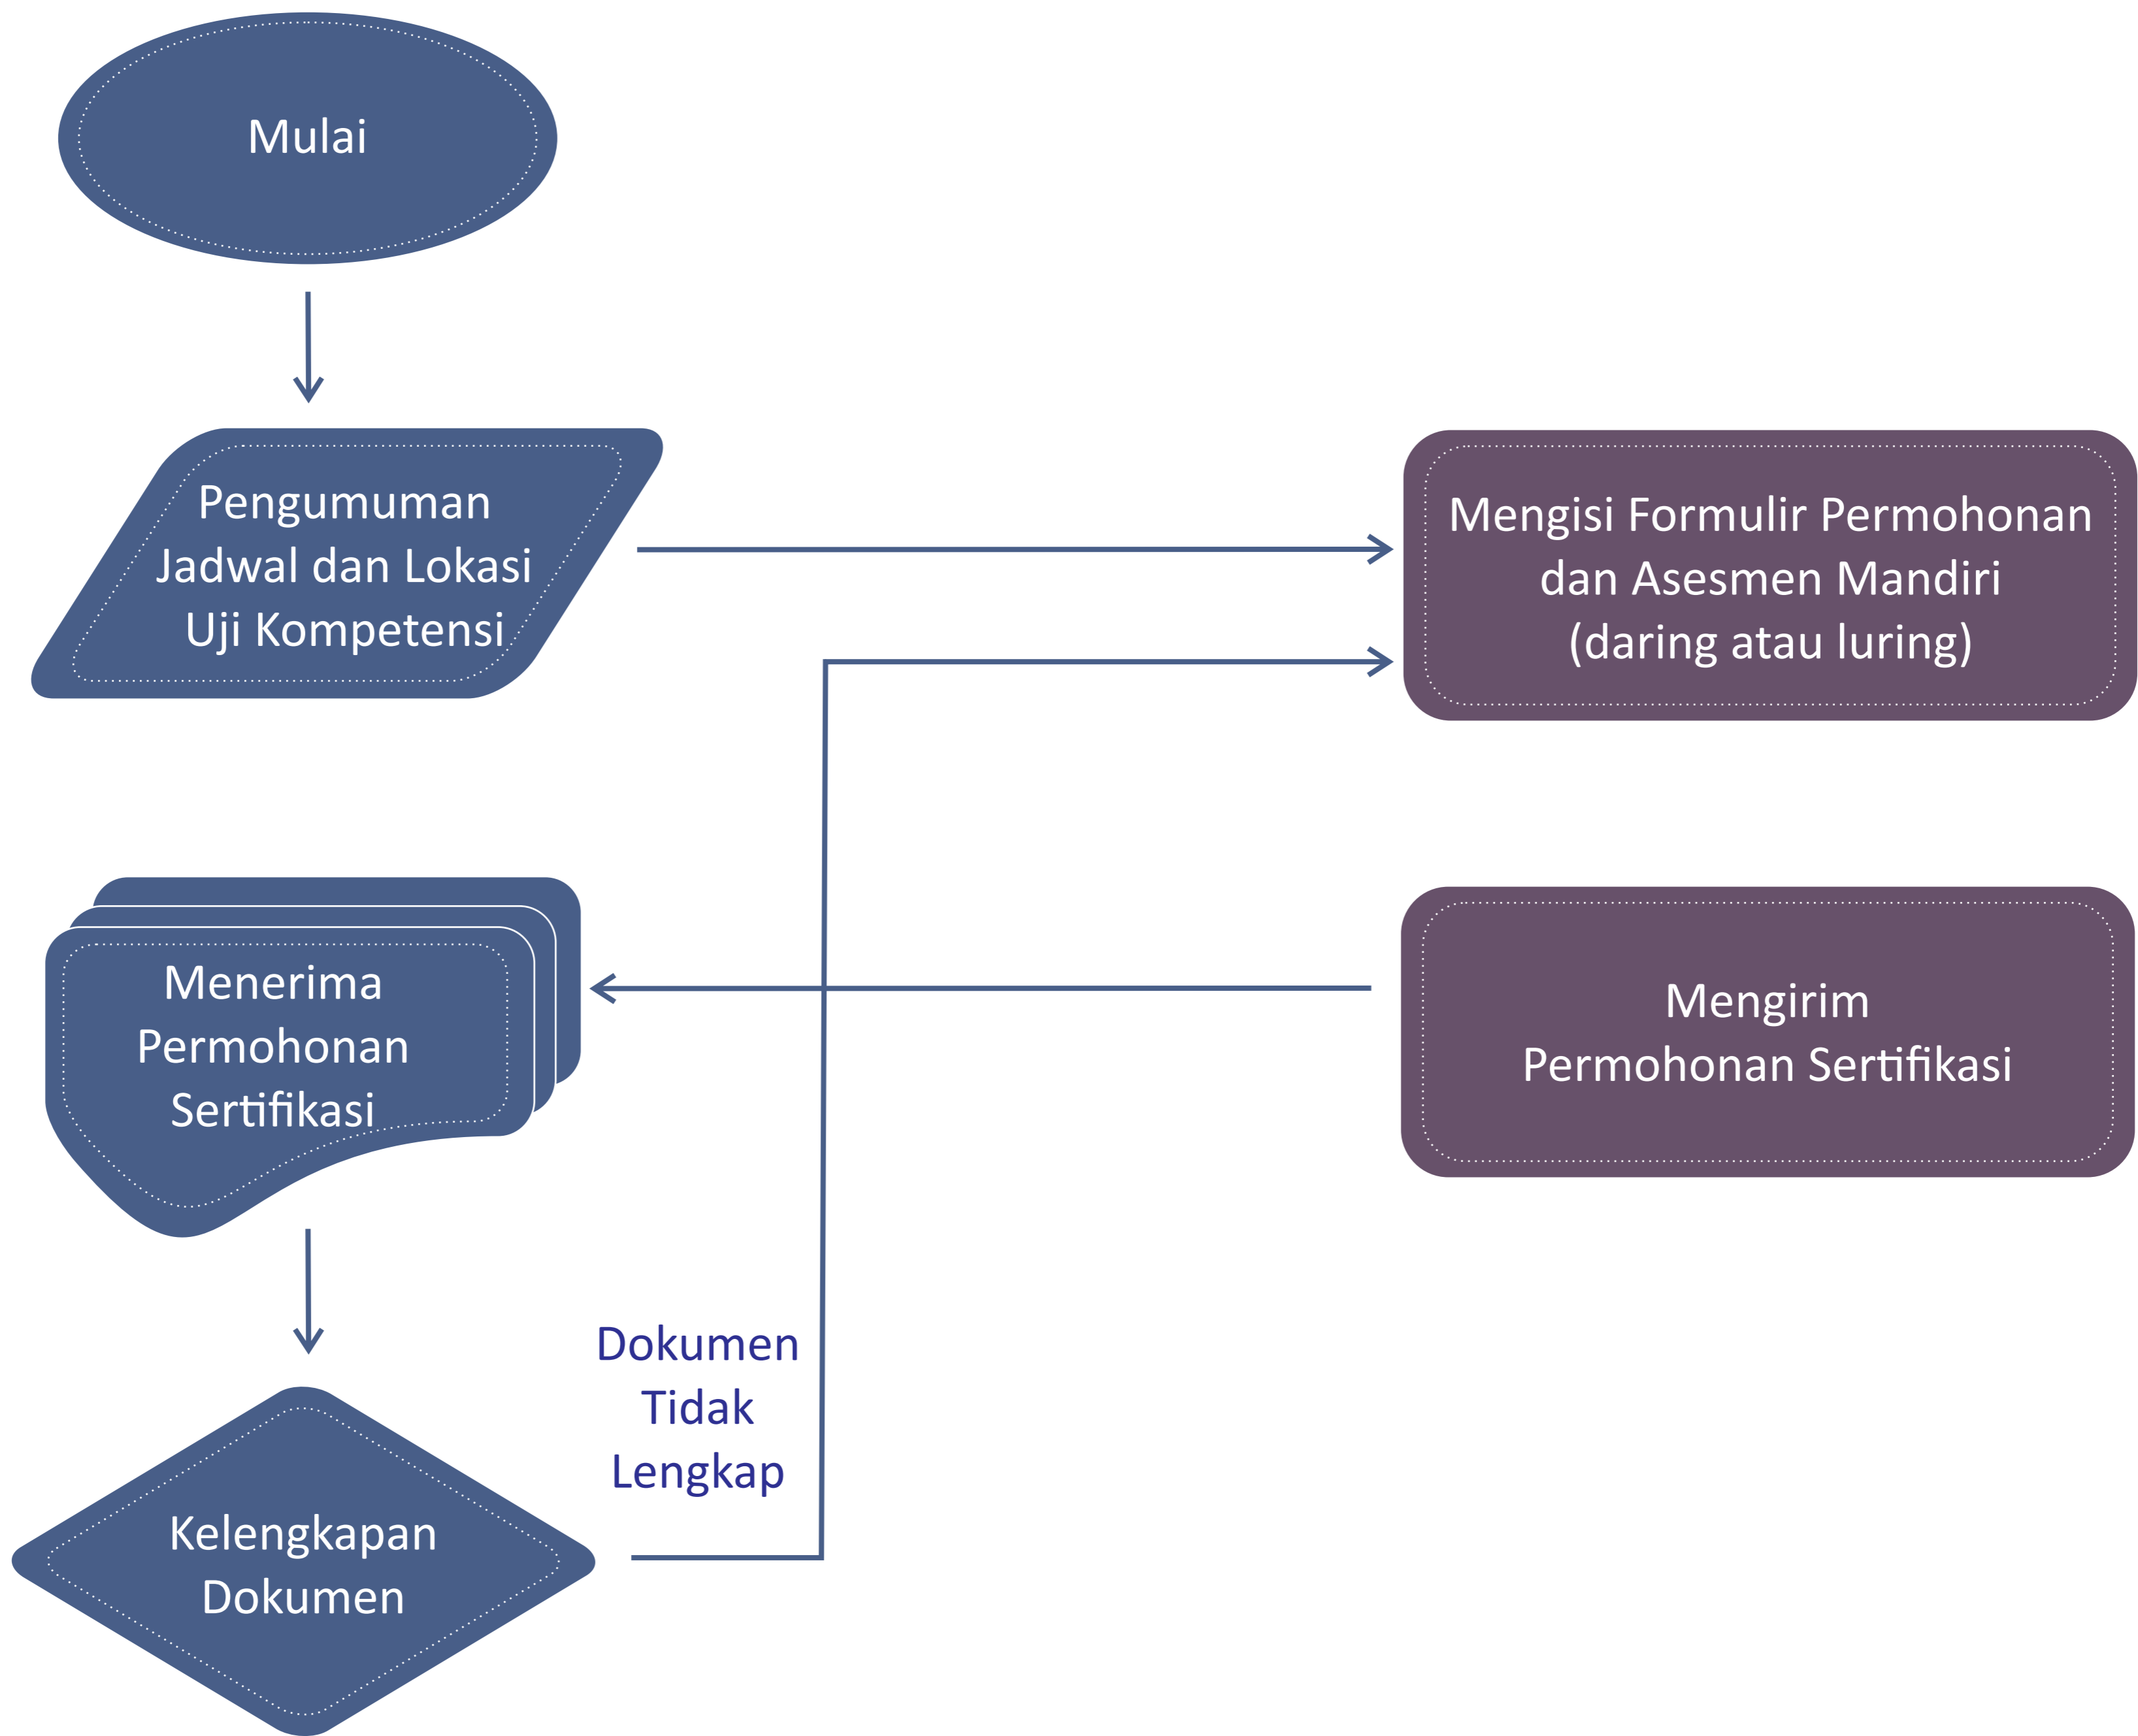 Mulai
Pengumuman
Jadwal dan Lokasi
Uji Kompetensi
Mengisi Formulir Permohonan
dan Asesmen Mandiri
(daring atau luring)
Menerima
Permohonan
Sertifikasi
Mengirim
Permohonan Sertifikasi
Dokumen
Tidak
Lengkap
Kelengkapan
Dokumen